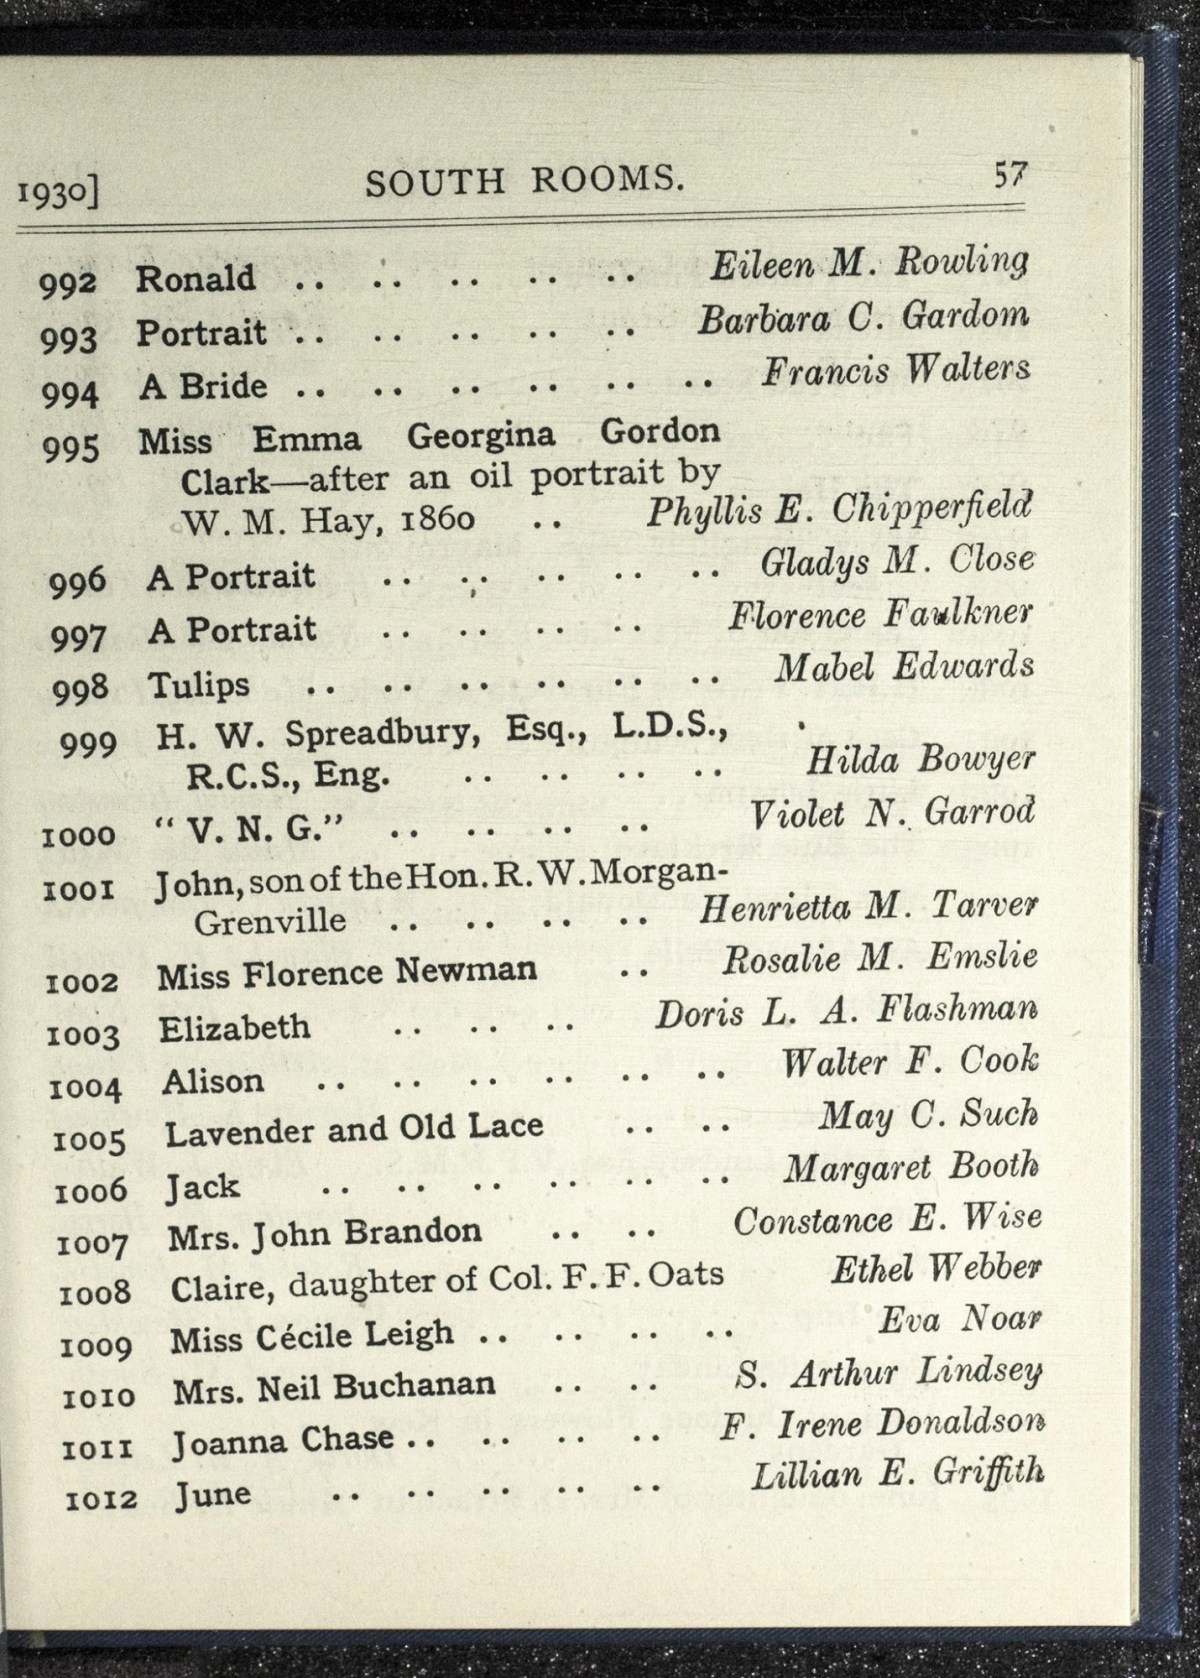 1930] SOUTH ROOMS. 57
992 Ronald .. .. .. .. .. Eileen M. Rowling
993 Portrait .. .. .. .. .. Barbara C. Gardom
994 A Bride .. .. .. .. .. .. Francis Walters
995 Miss Emma Georgina Gordon
Clark—after an oil portrait by
W. M. Hay, 1860 .. Phyllis E. Chipperfield
996 A Portrait .. .. .. .. .. Gladys M. Close
997 A Portrait .. .. .. .. Florence Faulkner
998 Tulips .. .. .. .. .. .. Mabel Edwards
999 H. W. Spreadbury, Esq., L.D.S.,
R.C.S., Eng. .. .. .. .. Hilda Bowyer
1000 “ V. N. G.” .. .. .. .. Violet N. Garrod
1001 John, son of the Hon. R. W. Morgan-
Grenville .. .. .. .. Henrietta M. Tarver
1002 Miss Florence Newman .. Rosalie M. Emslie
1003 Elizabeth .. .. .. Doris L. A. Flashman
1004 Alison .. .. .. .. .. .. Walter F. Cook
1005 Lavender and Old Lace .. .. May C. Such
1006 Jack .. .. .. .. .. .. Margaret Booth
1007 Mrs. John Brandon .. .. Constance E. Wise
1008 Claire, daughter of Col. F. F. Oats Ethel Webber
1009 Miss Cécile Leigh .. .. .. .. Eva Noar
1010 Mrs. Neil Buchanan .. .. S. Arthur Lindsey
1011 Joanna Chase .. .. .. .. F. Irene Donaldson
1012 June .. .. .. .. .. Lillian E. Griffith